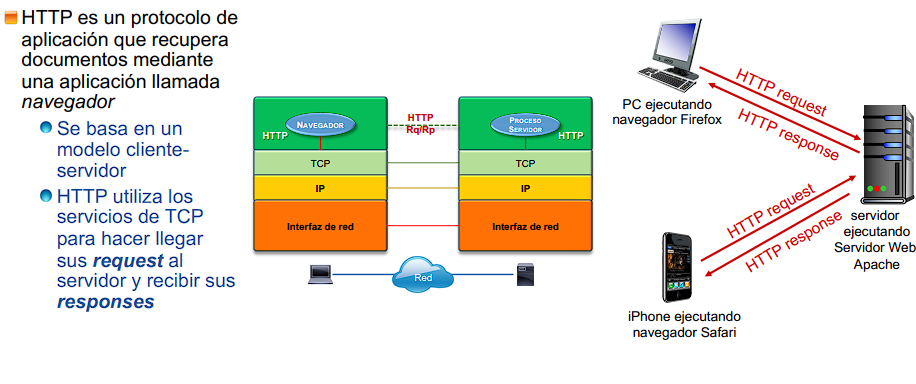 HTTP es un protocolo de
aplicación que recupera
documentos mediante
una aplicación llamada
navegador
Se basa en un
modelo cliente-
servidor
HTTP utiliza los
servicios de TCP
para hacer llegar
sus request al
servidor y recibir sus
responses
NAVEGADOR
HTTP
HTTP
Rq/Rp
PROCESO
SERVIDOR
HTTP
TCP
TCP
IP
IP
Interfaz de red
Interfaz de red
Red
PC ejecutando
navegador Firefox
HTTP request
HTTP response
HTTP request
HTTP response
servidor
ejecutando
Servidor Web
Apache
iPhone ejecutando
navegador Safari